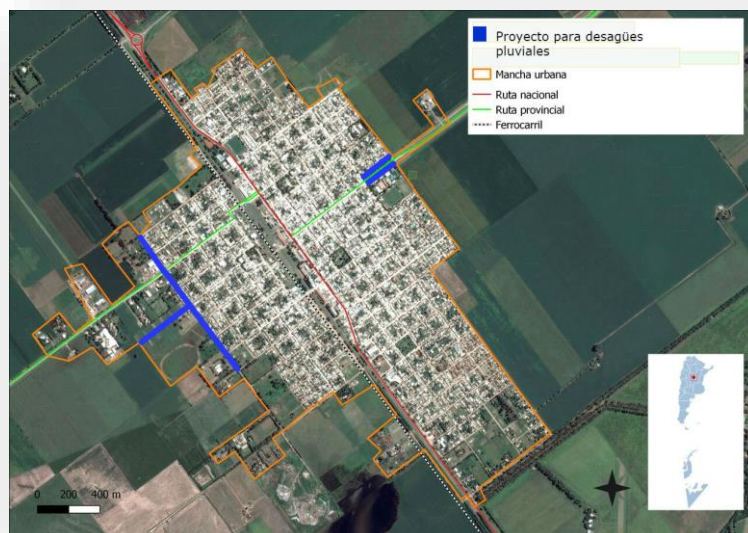 Proyecto para desagües
pluviales
Mancha urbana
Ruta nacional
Ruta provincial
Ferrocarril
0 200 400 m